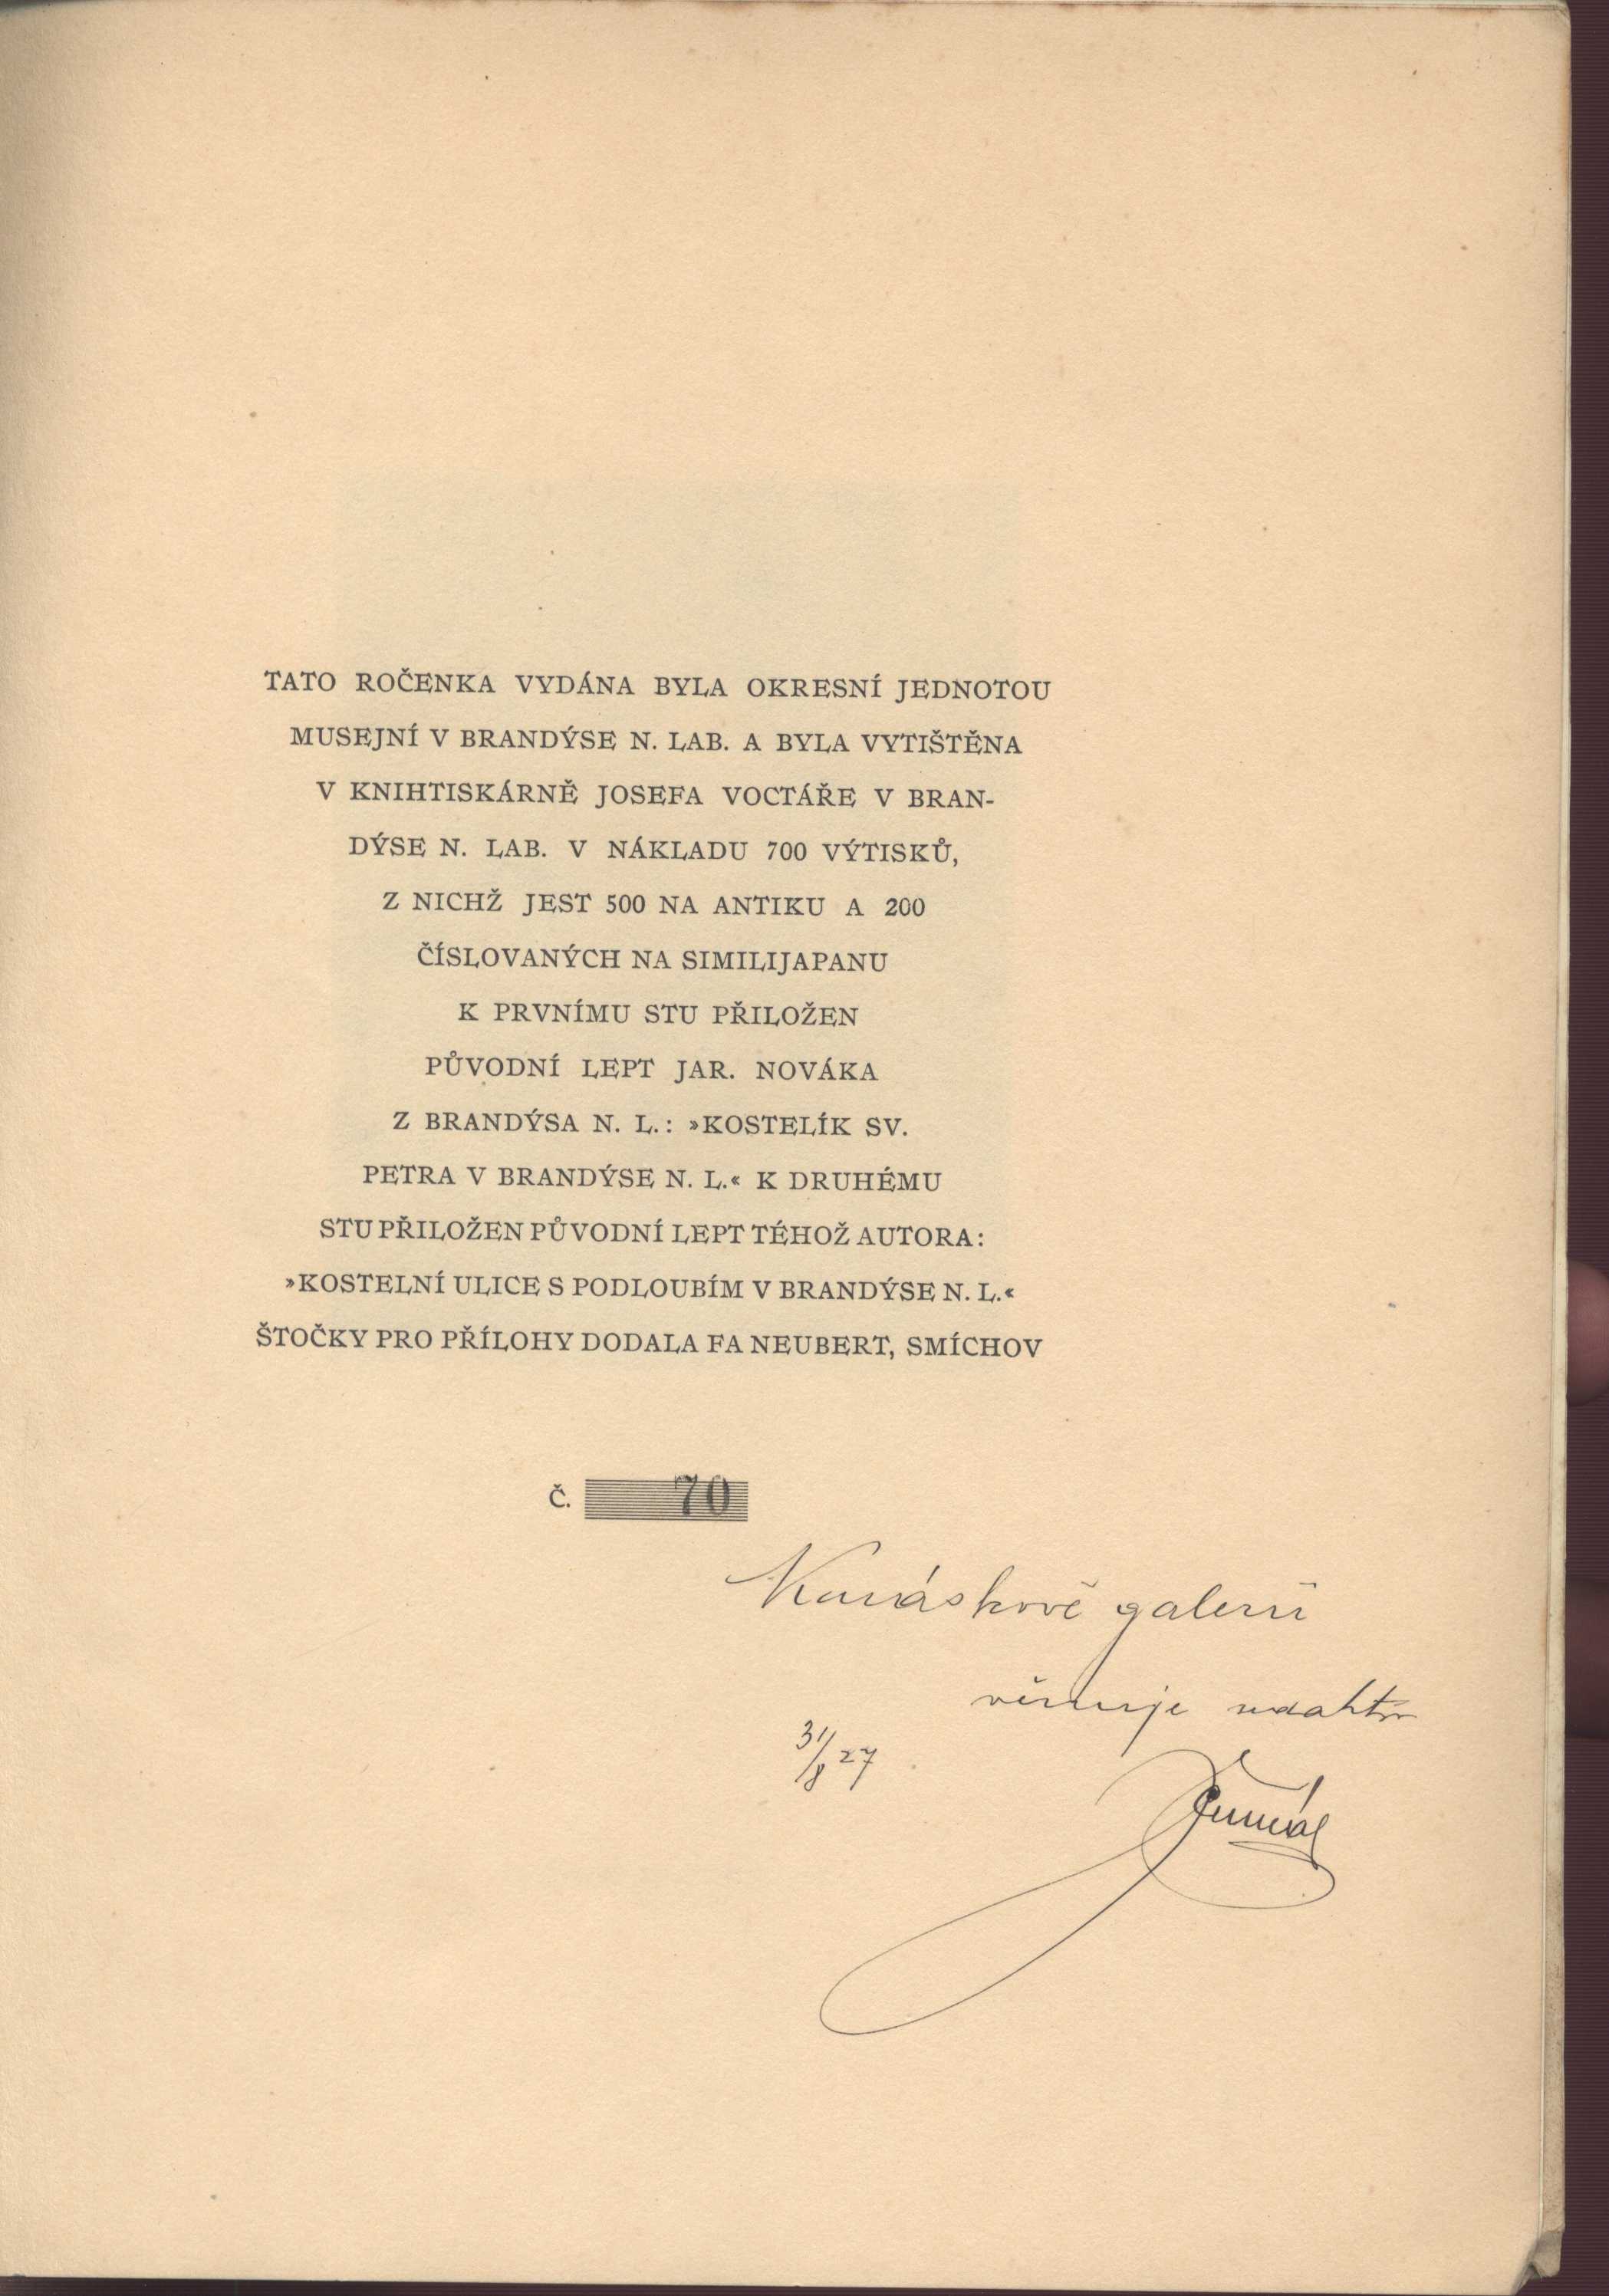 TATO ROČENKA VYDÁNA BYLA OKRESNÍ JEDNOTOU
MUSEJNÍ V BRANDÝSE N. LAB. A BYLA VYTIŠTĚNA
V KNIHTISKÁRNĚ JOSEFA VOCTÁŘE V BRAN-
DÝSE N. LAB. V NÁKLADU 700 VÝTISKŮ,
Z NICHŽ JEST 500 NA ANTIKU A 200
ČÍSLOVANÝCH NA SIMILIJAPANU
K PRVNÍMU STU PŘILOŽEN
PŮVODNÍ LEPT JAR. NOVÁKA
Z BRANDÝSA N. L.: »KOSTELÍK SV.
PETRA V BRANDÝSE N. L.« K DRUHÉMU
STU PŘILOŽEN PŮVODNÍ LEPT TÉHOŽ AUTORA:
»KOSTELNÍ ULICE S PODLOUBÍM V BRANDÝSE N. L.«
ŠTOČKY PRO PŘÍLOHY DODALA FA NEUBERT, SMÍCHOV
Č. 70
Karáskově galerii
věnuje redaktor
31/8 27